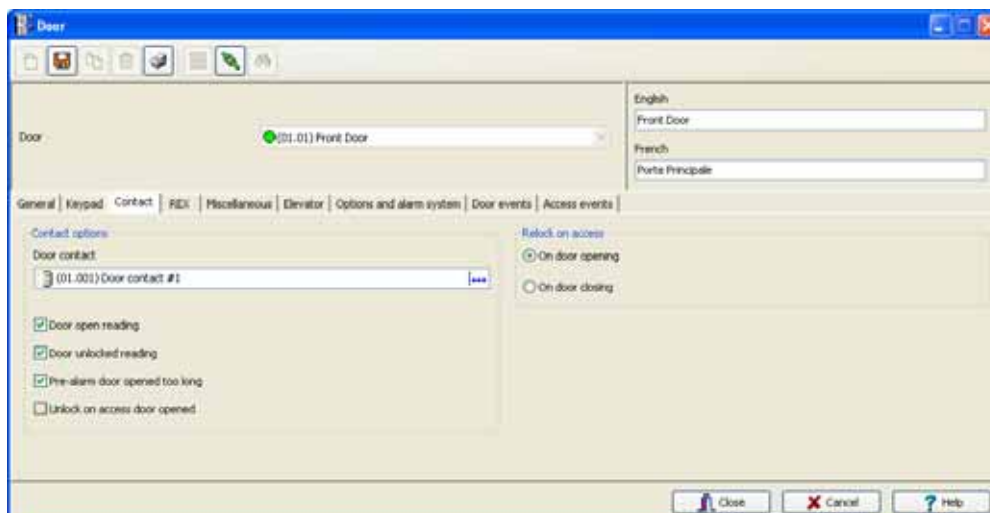 Door
English
Front Door
Door
(01.01) Front Door
French
Porte Principale
General Keypad Contact REX Miscellaneous Elevator Options and alarm system Door events Access events
Contact options
Door contact
(01.001) Door contact #1
Door open reading
Door unlocked reading
Pre-alarm door opened too long
Unlock on access door opened
Relock on access
On door opening
On door closing
Close Cancel Help